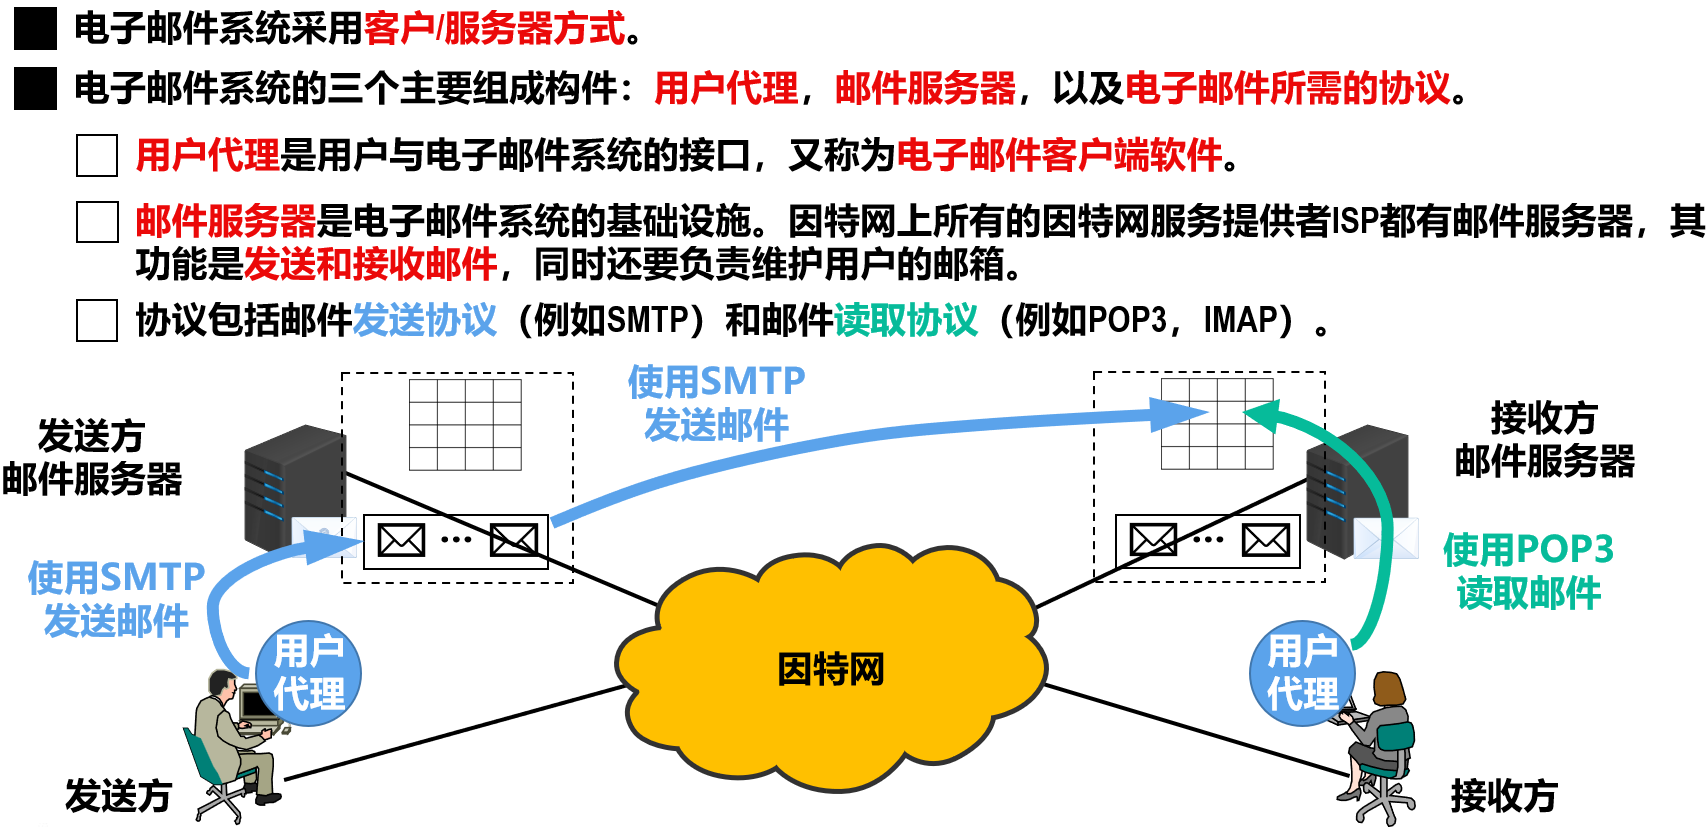 电子邮件系统采用客户/服务器方式。
电子邮件系统的三个主要组成构件：用户代理，邮件服务器，以及电子邮件所需的协议。
用户代理是用户与电子邮件系统的接口，又称为电子邮件客户端软件。
邮件服务器是电子邮件系统的基础设施。因特网上所有的因特网服务提供者ISP都有邮件服务器，其
功能是发送和接收邮件，同时还要负责维护用户的邮箱。
协议包括邮件发送协议（例如SMTP）和邮件读取协议（例如POP3，IMAP）。
使用SMTP
发送邮件
发送方
邮件服务器
接收方
邮件服务器
使用SMTP
发送邮件
使用POP3
读取邮件
用户
代理
因特网
用户
代理
发送方
接收方